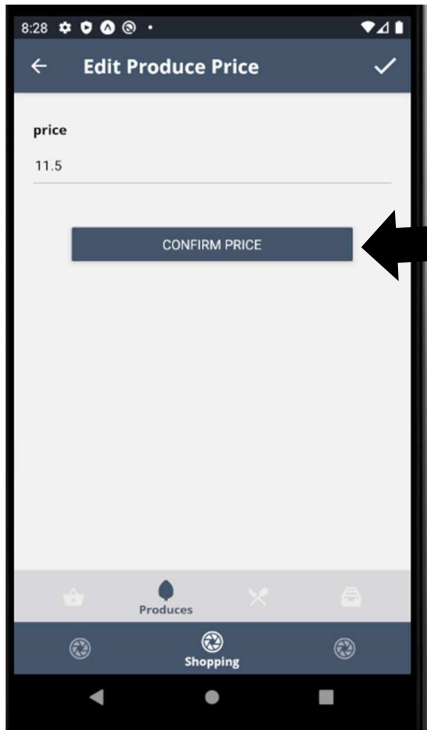 8:28
Edit Produce Price
price
11.5
CONFIRM PRICE
Produces
Shopping